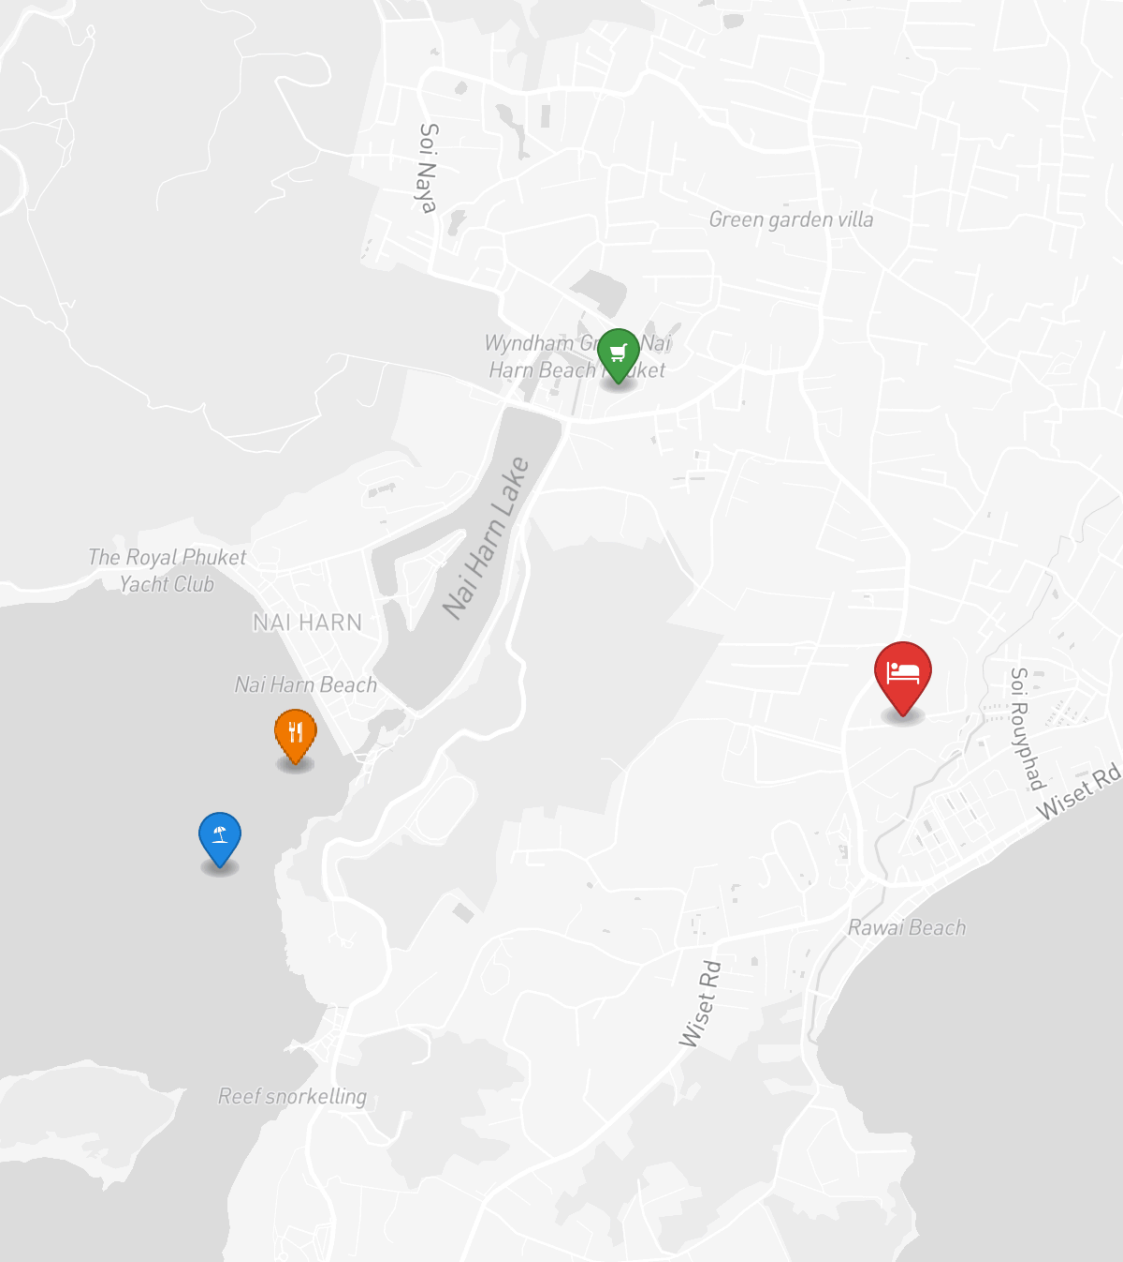 Soi Naya
Green garden villa
Wyndham Gr Nai
Harn Beach Phuket
Nai Harn Lake
The Royal Phuket
Yacht Club
NAI HARN
Nai Harn Beach
Soi Rouyphad
Wiset Rd
Rawai Beach
Wiset Rd
Reef snorkelling